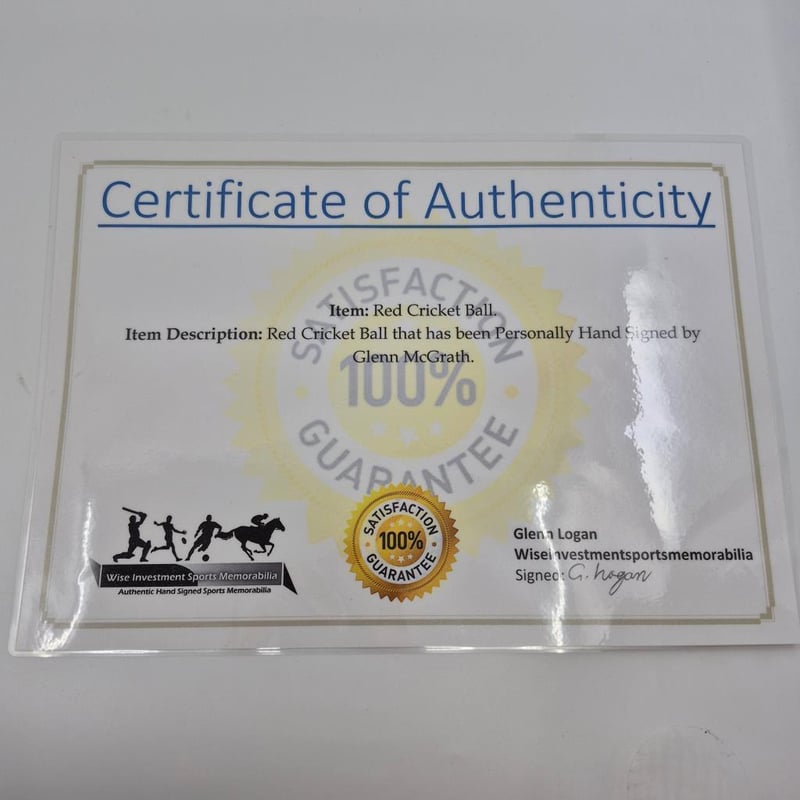 Certificate of Authenticity
SATISFACTION
100%
GUARANTEE
Item: Red Cricket Ball.
Item Description: Red Cricket Ball that has been Personally Hand Signed by
Glenn McGrath.
Wise Investment Sports Memorabilia
Authentic Hand Signed Sports Memorabilia
SATISFACTION
100%
GUARANTEE
Glenn Logan
Wiseinvestmentsportsmemorabilia
Signed: G. Logan